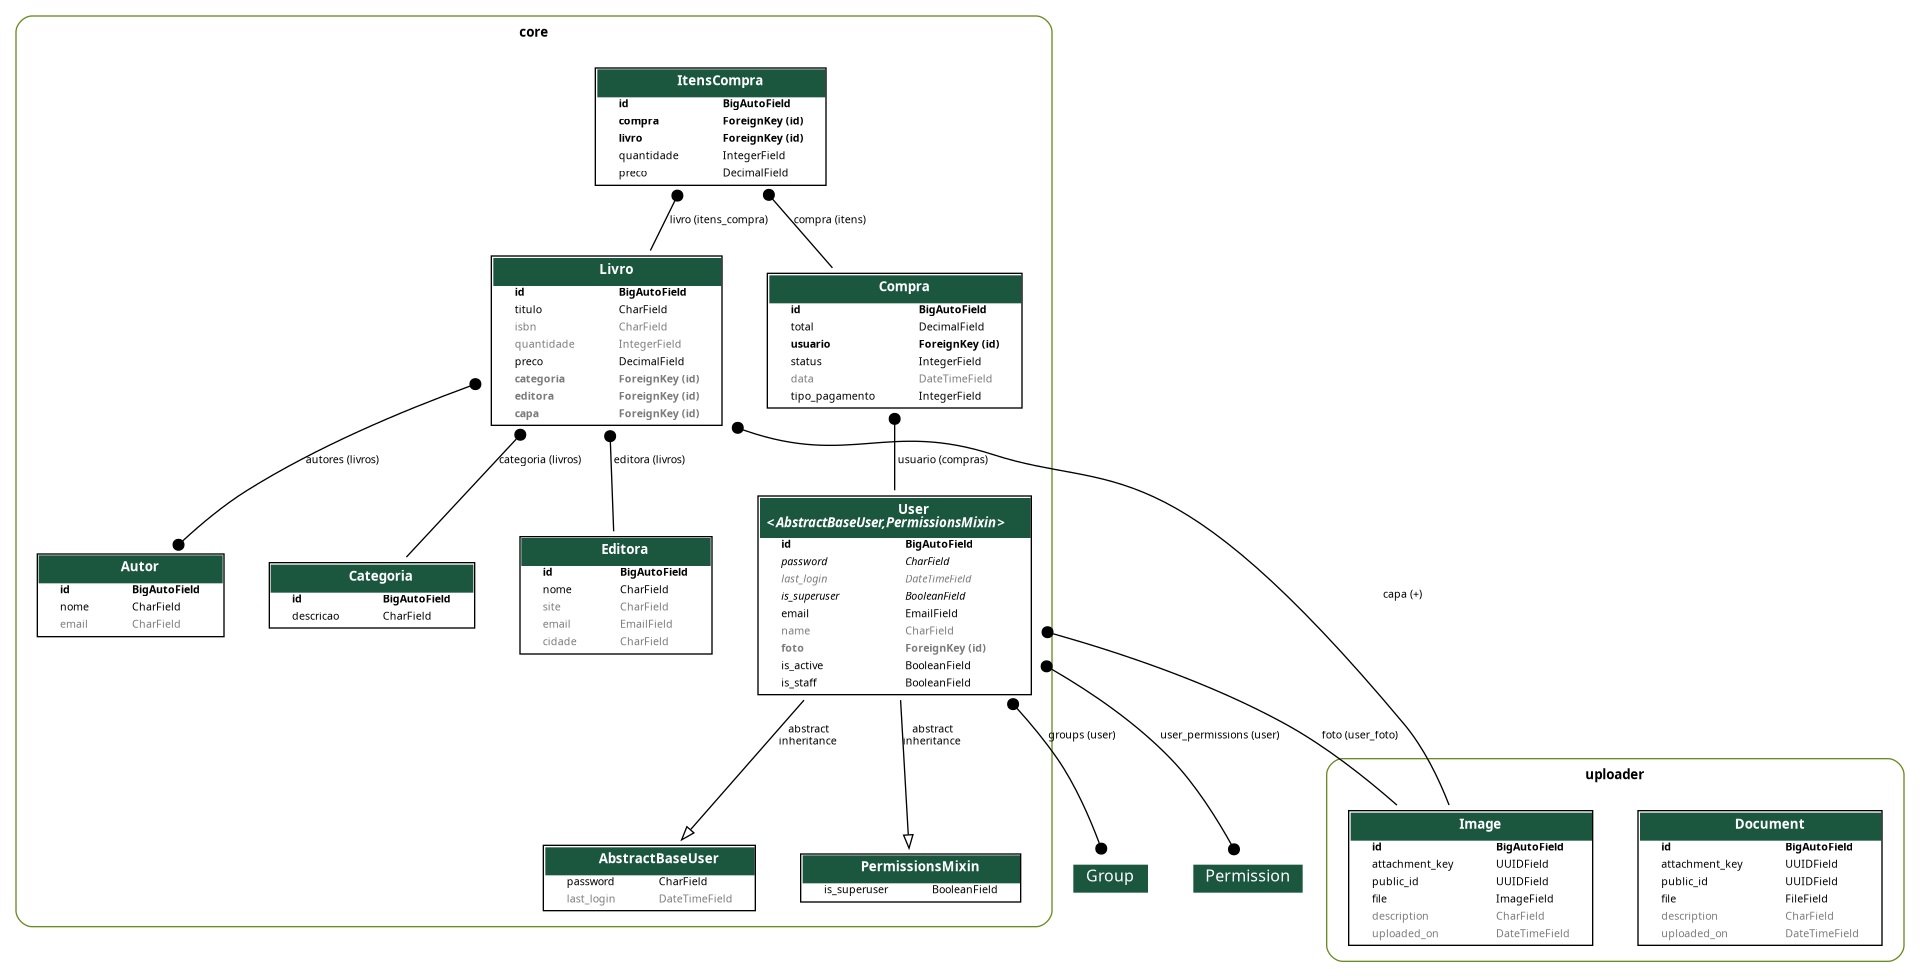 core
ItensCompra
id BigAutoField
compra ForeignKey (id)
livro ForeignKey (id)
quantidade IntegerField
preco DecimalField
livro (itens_compra)
compra (itens)
Livro
id BigAutoField
titulo CharField
isbn CharField
quantidade IntegerField
preco DecimalField
categoria ForeignKey (id)
editora ForeignKey (id)
capa ForeignKey (id)
Compra
id BigAutoField
total DecimalField
usuario ForeignKey (id)
status IntegerField
data DateTimeField
tipo_pagamento IntegerField
autores (livros)
categoria (livros)
editora (livros)
usuario (compras)
capa (+)
Autor
id BigAutoField
nome CharField
email CharField
Categoria
id BigAutoField
descricao CharField
Editora
id BigAutoField
nome CharField
site CharField
email EmailField
cidade CharField
User
<AbstractBaseUser,PermissionsMixin>
id BigAutoField
password CharField
last_login DateTimeField
is_superuser BooleanField
email EmailField
name CharField
foto ForeignKey (id)
is_active BooleanField
is_staff BooleanField
abstract
inheritance
abstract
inheritance
groups (user)
user_permissions (user)
foto (user_foto)
AbstractBaseUser
password CharField
last_login DateTimeField
PermissionsMixin
is_superuser BooleanField
Group
Permission
uploader
Image
id BigAutoField
attachment_key UUIDField
public_id UUIDField
file ImageField
description CharField
uploaded_on DateTimeField
Document
id BigAutoField
attachment_key UUIDField
public_id UUIDField
file FileField
description CharField
uploaded_on DateTimeField